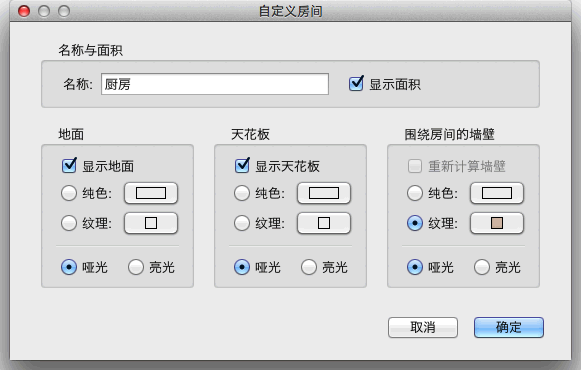 自定义房间
名称与面积
名称: 厨房 显示面积
地面 天花板 围绕房间的墙壁
显示地面 显示天花板 重新计算墙壁
纯色: 纯色: 纯色:
纹理: 纹理: 纹理:
哑光 亮光 哑光 亮光 哑光 亮光
取消 确定